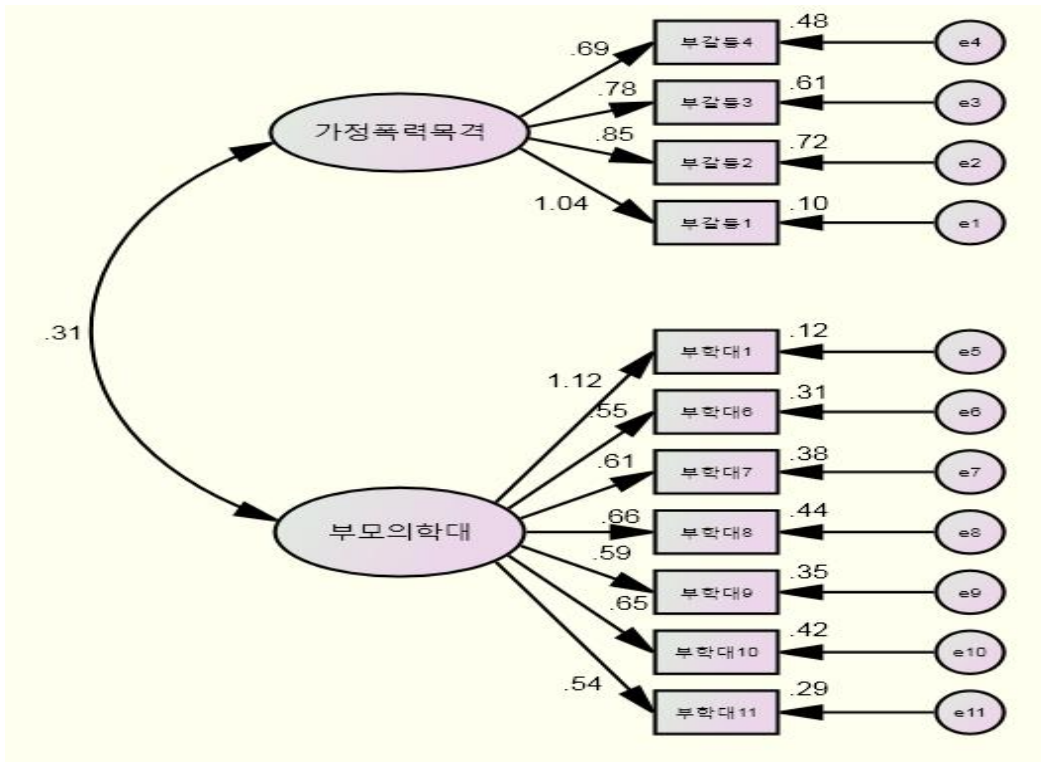 .69
부갈등4
.48
e4
가정폭력목격
.78
부갈등3
.61
e3
.85
부갈등2
.72
e2
1.04
부갈등1
.10
e1
.31
1.12
부학대1
.12
e5
.55
부학대6
.31
e6
.61
부학대7
.38
e7
부모의학대
.66
부학대8
.44
e8
.59
부학대9
.35
e9
.65
부학대10
.42
e10
.54
부학대11
.29
e11